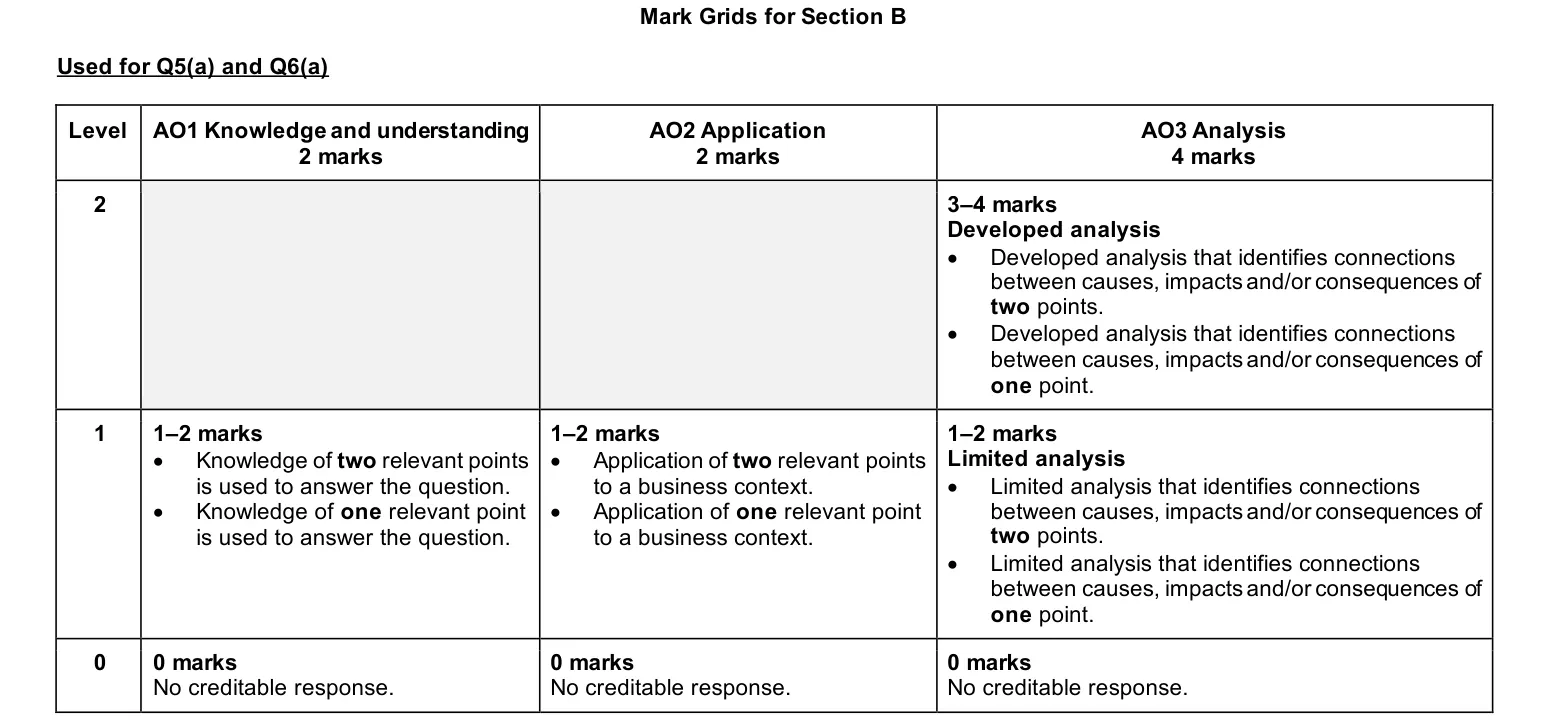 Mark Grids for Section B
Used for Q5(a) and Q6(a)
Level
AO1 Knowledge and understanding
2 marks
AO2 Application
2 marks
AO3 Analysis
4 marks
2
3–4 marks
Developed analysis
• Developed analysis that identifies connections
between causes, impacts and/or consequences of
two points.
• Developed analysis that identifies connections
between causes, impacts and/or consequences of
one point.
1
1–2 marks
• Knowledge of two relevant points
is used to answer the question.
• Knowledge of one relevant point
is used to answer the question.
1–2 marks
• Application of two relevant points
to a business context.
• Application of one relevant point
to a business context.
1–2 marks
Limited analysis
• Limited analysis that identifies connections
between causes, impacts and/or consequences of
two points.
• Limited analysis that identifies connections
between causes, impacts and/or consequences of
one point.
0
0 marks
No creditable response.
0 marks
No creditable response.
0 marks
No creditable response.